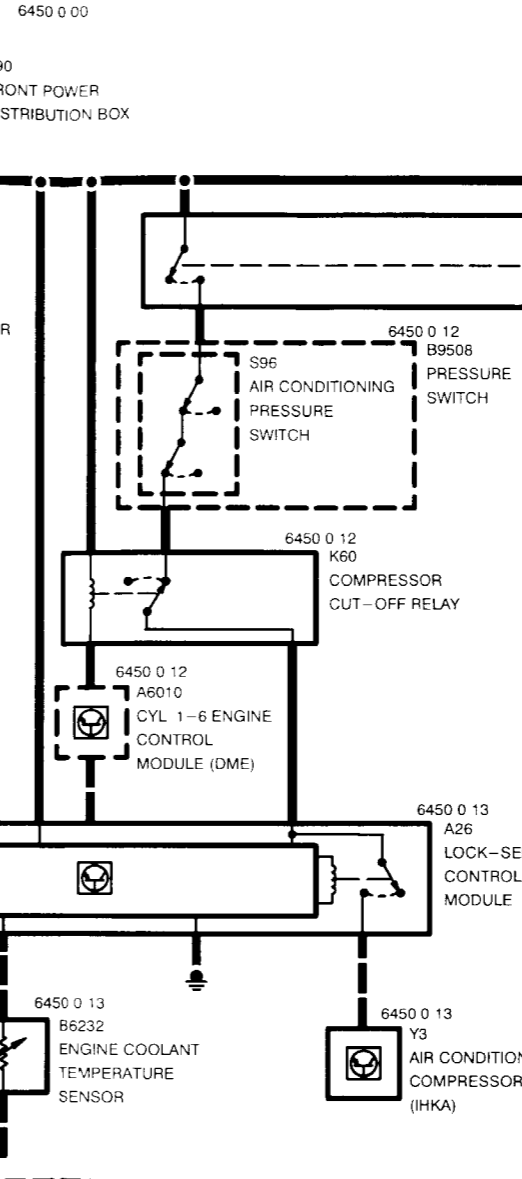 6450 0 00
90
RONT POWER
STRIBUTION BOX
R
6450 0 12
B9508
PRESSURE
SWITCH
S96
AIR CONDITIONING
PRESSURE
SWITCH
6450 0 12
K60
COMPRESSOR
CUT-OFF RELAY
6450 0 12
A6010
CYL 1-6 ENGINE
CONTROL
MODULE (DME)
6450 0 13
A26
LOCK-SE
CONTROL
MODULE
6450 0 13
B6232
ENGINE COOLANT
TEMPERATURE
SENSOR
6450 0 13
Y3
AIR CONDITION
COMPRESSOR
(IHKA)